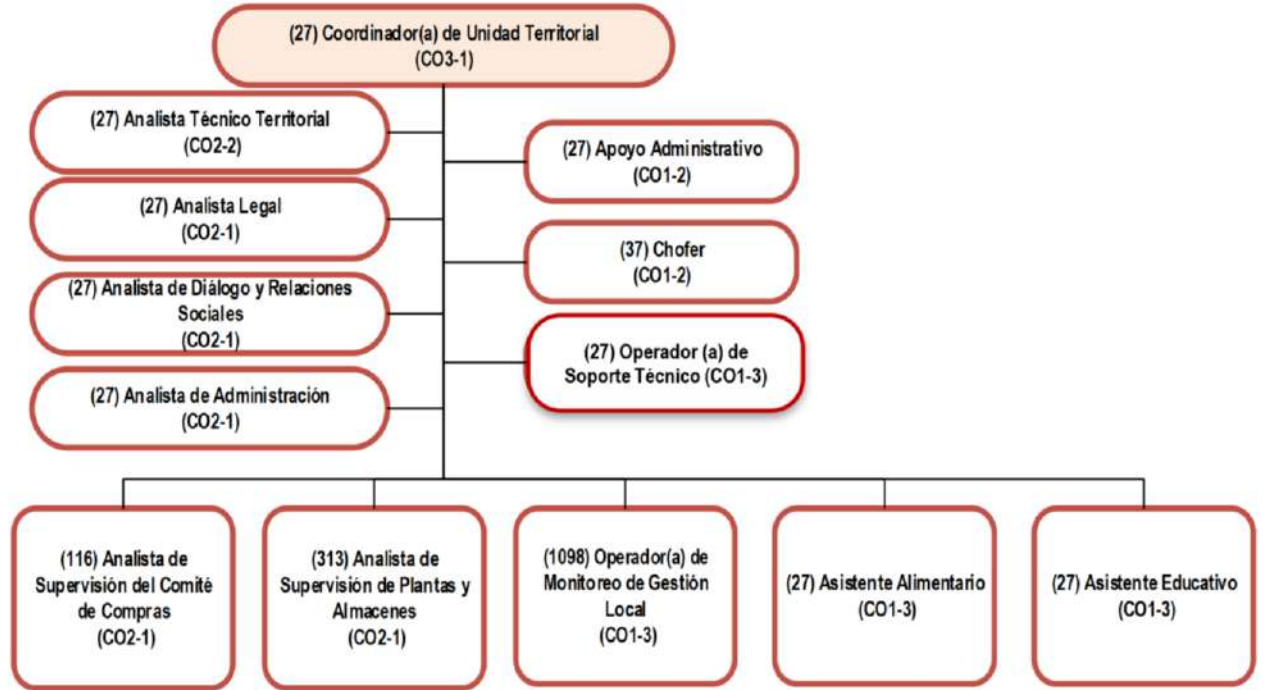 (27) Coordinador(a) de Unidad Territorial
(CO3-1)
(27) Analista Técnico Territorial
(CO2-2)
(27) Apoyo Administrativo
(CO1-2)
(27) Analista Legal
(CO2-1)
(37) Chofer
(CO1-2)
(27) Analista de Diálogo y Relaciones
Sociales
(CO2-1)
(27) Operador (a) de
Soporte Técnico (CO1-3)
(27) Analista de Administración
(CO2-1)
(116) Analista de
Supervisión del Comité
de Compras
(CO2-1)
(313) Analista de
Supervisión de Plantas y
Almacenes
(CO2-1)
(1098) Operador(a) de
Monitoreo de Gestión
Local
(CO1-3)
(27) Asistente Alimentario
(CO1-3)
(27) Asistente Educativo
(CO1-3)